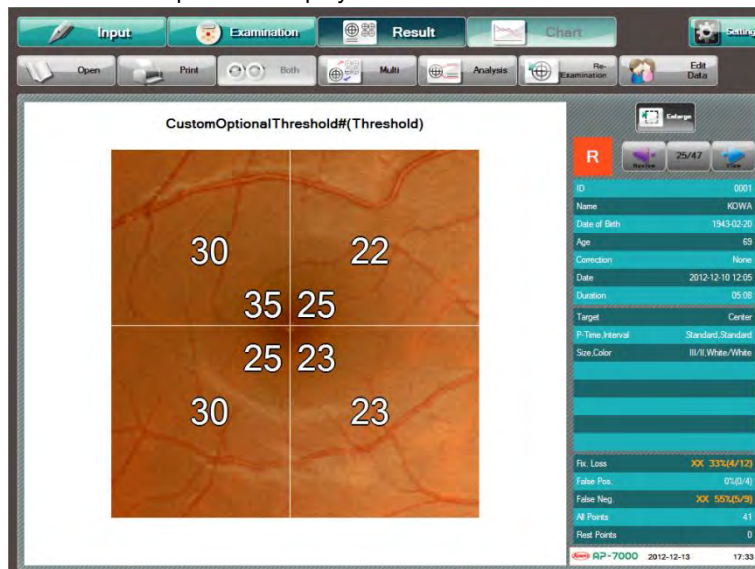 Input Examination Result Chart Setting
Open Print Both Multi Analysis Re-Examination Edit Data
CustomOptionalThreshold#(Threshold)
30 22
35 25
25 23
30 23
Enlarge
R Review 25/47 View
ID 0001
Name KOWA
Date of Birth 1943-02-20
Age 69
Correction None
Date 2012-12-10 12:05
Duration 05:08
Target Center
P-Time,Interval Standard,Standard
Size,Color III/II,White/White
Fix. Loss XX 33%(4/12)
False Pos. 0%(0/4)
False Neg. XX 55%(5/9)
All Points 41
Rest Points 0
Kowa AP-7000 2012-12-13 17:33